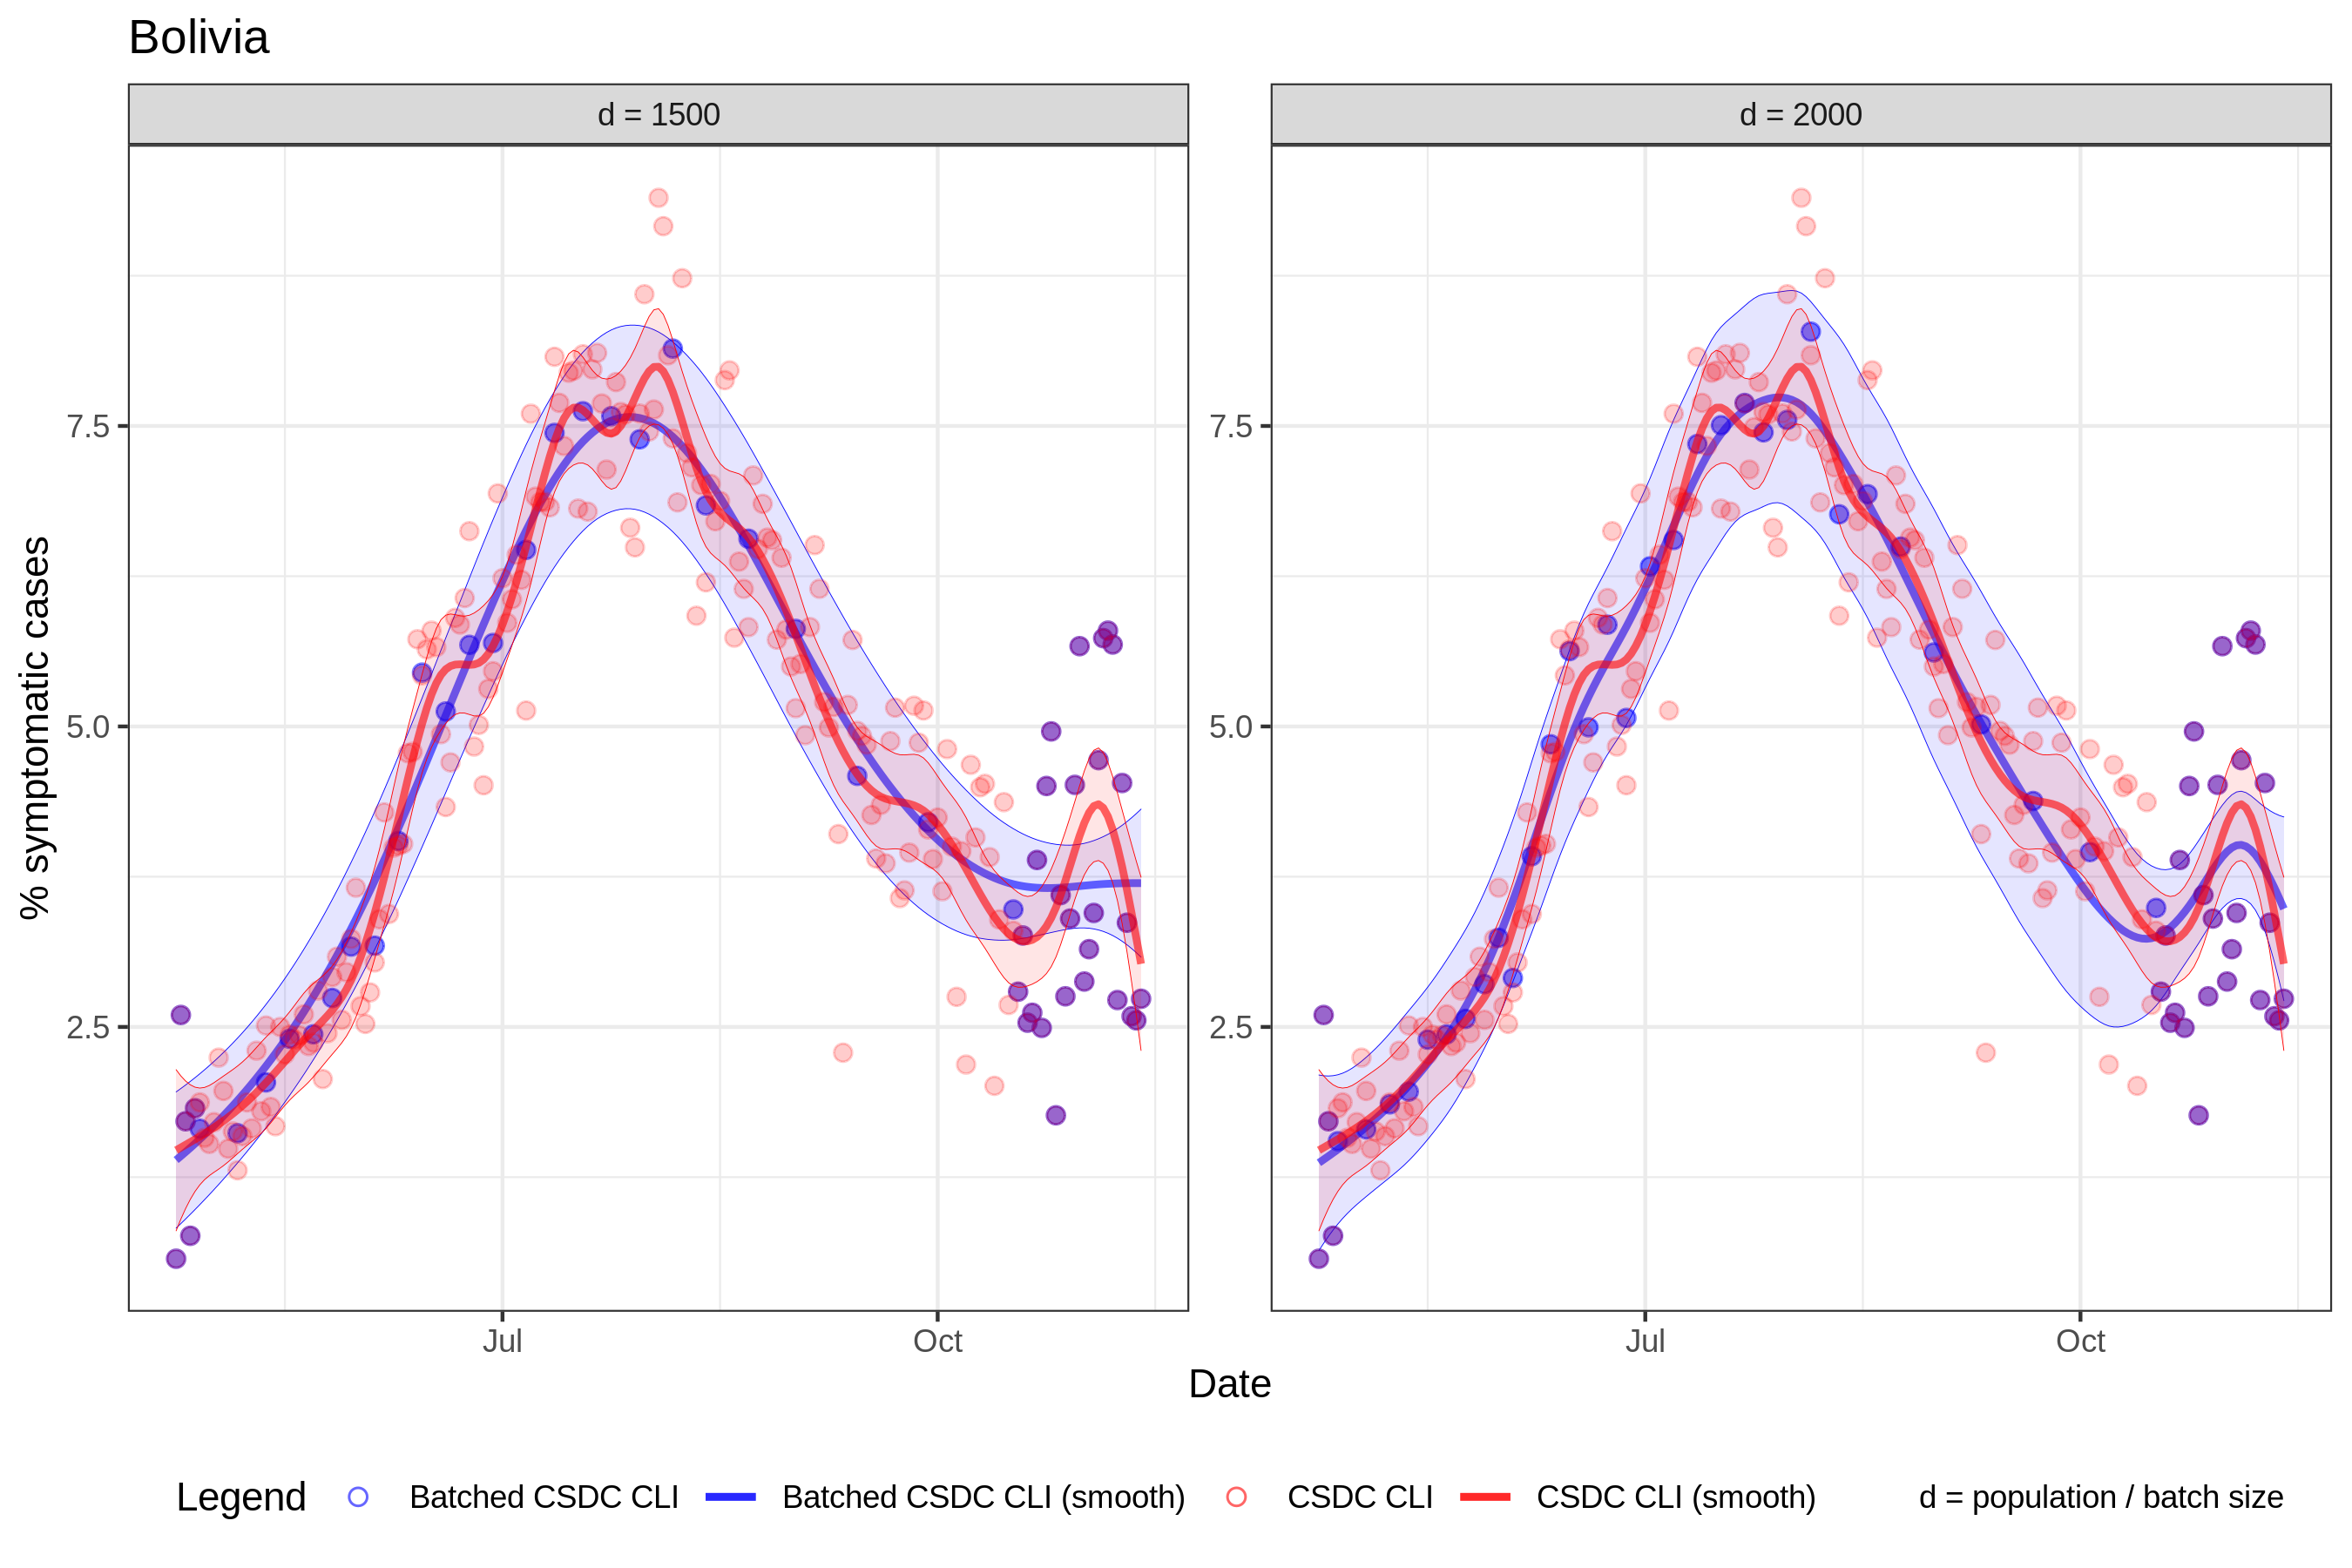 Bolivia
d = 1500
d = 2000
% symptomatic cases
7.5
5.0
2.5
7.5
5.0
2.5
Jul
Oct
Jul
Oct
Date
Legend
Batched CSDC CLI
Batched CSDC CLI (smooth)
CSDC CLI
CSDC CLI (smooth)
d = population / batch size